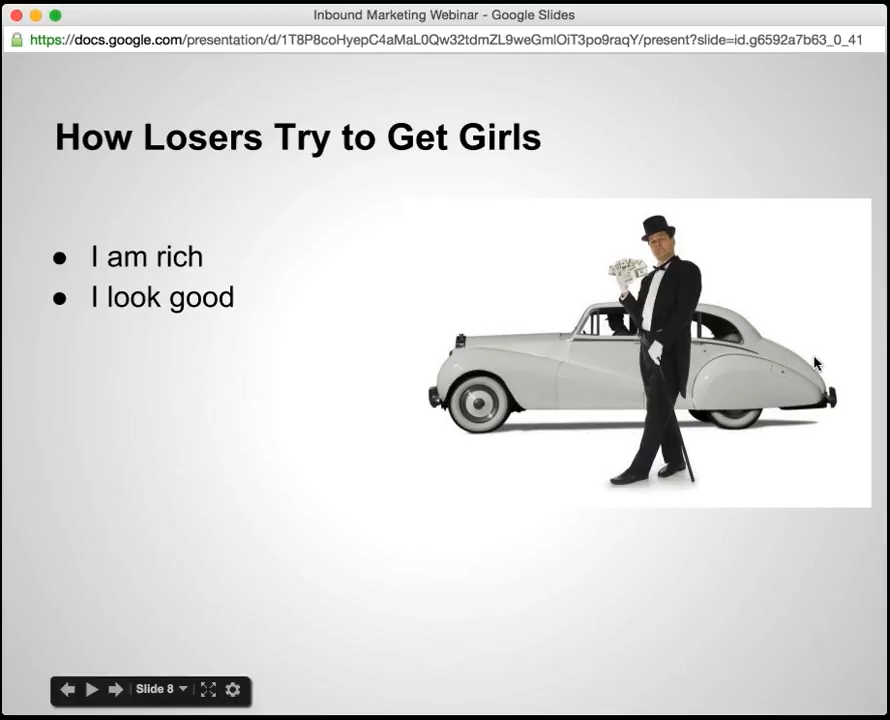 Inbound Marketing Webinar - Google Slides
https://docs.google.com/presentation/d/1T8P8coHyepC4aMaL0Qw32tdmZL9weGmlOiT3po9raqY/present?slide=id.g6592a7b63_0_41
How Losers Try to Get Girls
● I am rich
● I look good
Slide 8